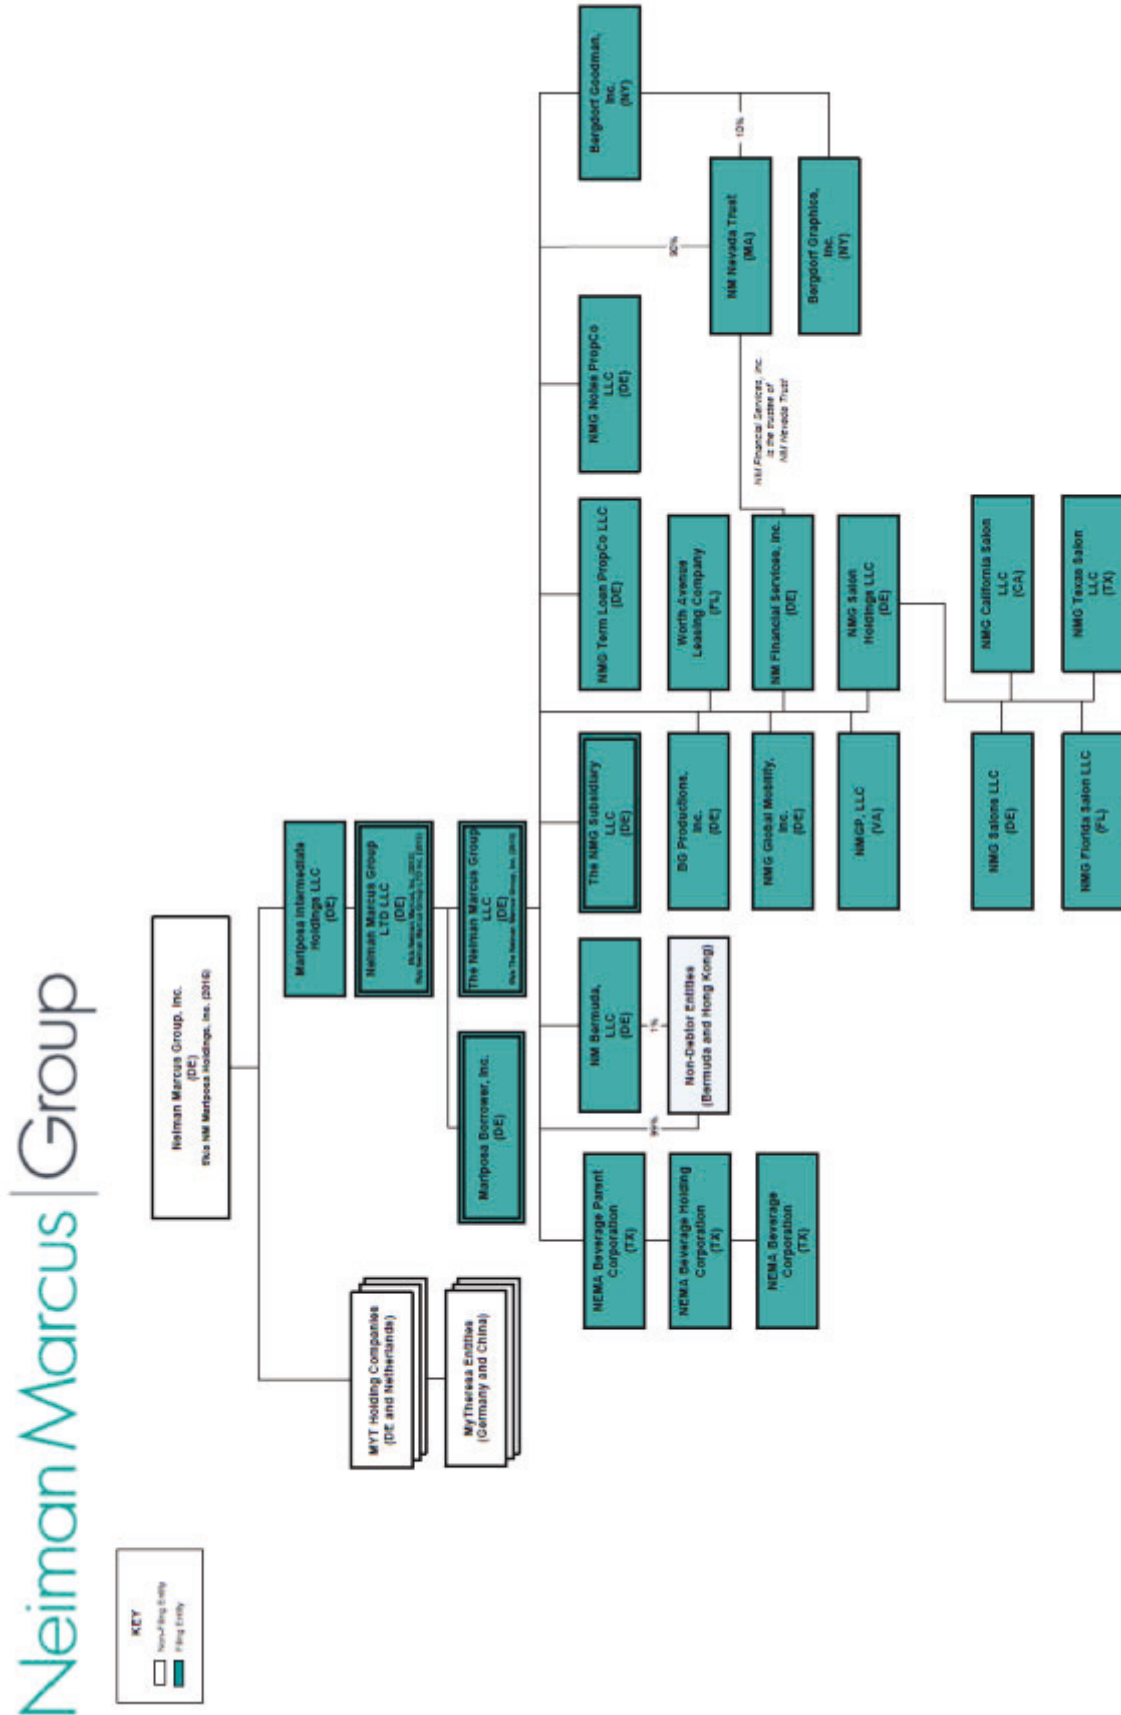 Neiman Marcus | Group
KEY
Non-Filing Entity
Filing Entity
Neiman Marcus Group, Inc.
(DE)
f/k/a NM Mariposa Holdings, Inc. (2016)
MYT Holding Companies
(DE and Netherlands)
MyTheresa Entities
(Germany and China)
Mariposa Intermediate
Holdings LLC
(DE)
Neiman Marcus Group
LTD LLC
(DE)
Mariposa Borrower, Inc.
(DE)
The Neiman Marcus Group
LLC
(DE)
f/k/a The Neiman Marcus Group, Inc. (2013)
NEMA Beverage Parent
Corporation
(TX)
NEMA Beverage Holding
Corporation
(TX)
NEMA Beverage
Corporation
(TX)
99%
NM Bermuda,
LLC
(DE)
1%
Non-Debtor Entities
(Bermuda and Hong Kong)
The NMG Subsidiary
LLC
(DE)
BG Productions,
Inc.
(DE)
NMG Global Mobility,
Inc.
(DE)
NMGP, LLC
(VA)
NMG Term Loan PropCo LLC
(DE)
Worth Avenue
Leasing Company
(FL)
NM Financial Services, Inc.
(DE)
NMG Salon
Holdings LLC
(DE)
NMG Salons LLC
(DE)
NMG California Salon
LLC
(CA)
NMG Florida Salon LLC
(FL)
NMG Texas Salon
LLC
(TX)
NMG Notes PropCo
LLC
(DE)
NM Financial Services, Inc.
is the trustee of
NM Nevada Trust
90%
10%
NM Nevada Trust
(MA)
Bergdorf Goodman,
Inc.
(NY)
Bergdorf Graphics,
Inc.
(NY)